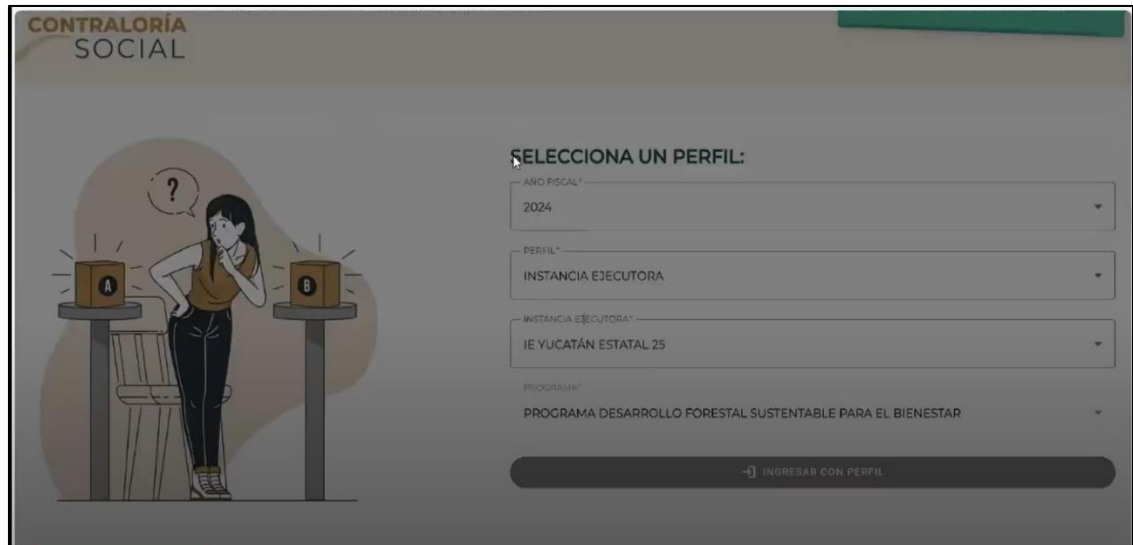 CONTRALORÍA
SOCIAL
?
A
B
SELECCIONA UN PERFIL:
AÑO FISCAL*
2024
PERFIL*
INSTANCIA EJECUTORA
INSTANCIA EJECUTORA*
IE YUCATÁN ESTATAL 25
PROGRAMA*
PROGRAMA DESARROLLO FORESTAL SUSTENTABLE PARA EL BIENESTAR
INGRESAR CON PERFIL